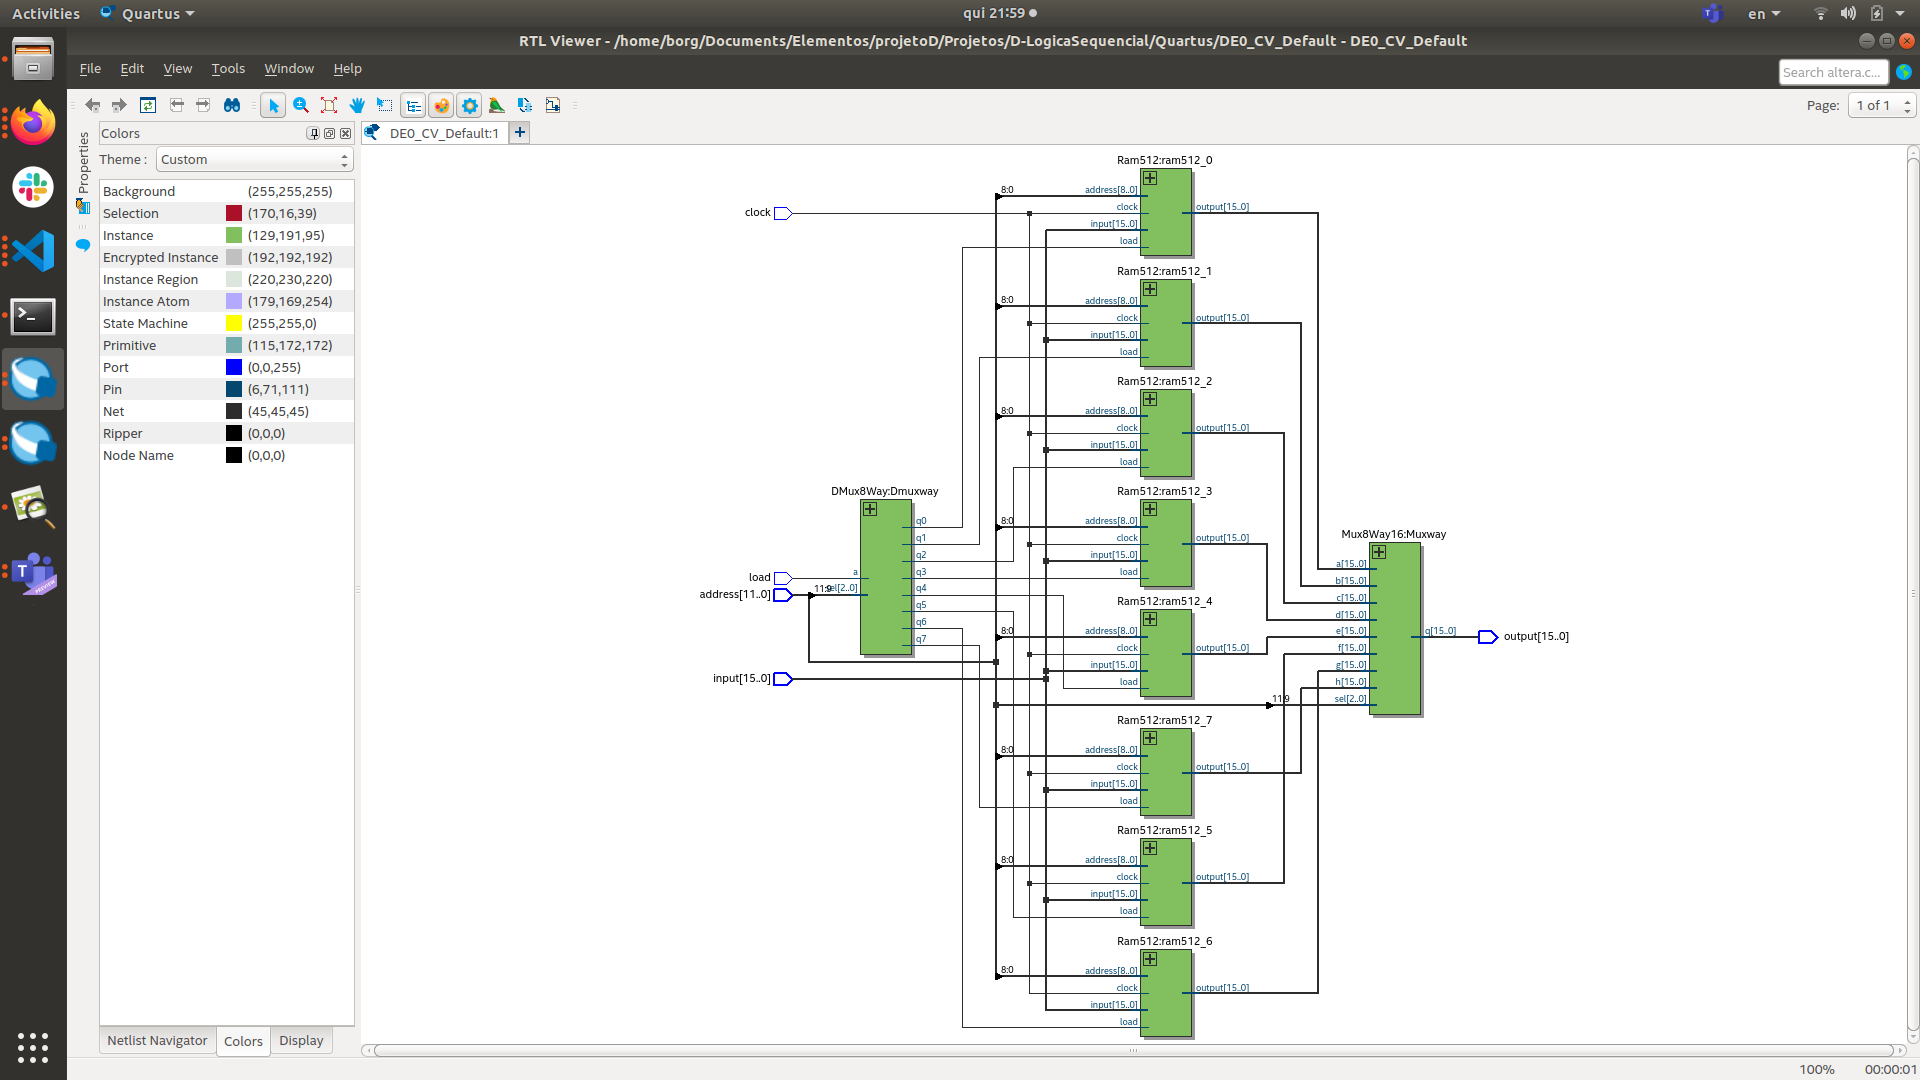 Activities
Quartus
qui 21:59
en
RTL Viewer - /home/borg/Documents/Elementos/projetoD/Projetos/D-LogicaSequencial/Quartus/DE0_CV_Default - DE0_CV_Default
File Edit View Tools Window Help
Search altera.c...
Page: 1 of 1
Properties
Colors
Theme : Custom
Background (255,255,255)
Selection (170,16,39)
Instance (129,191,95)
Encrypted Instance (192,192,192)
Instance Region (220,230,220)
Instance Atom (179,169,254)
State Machine (255,255,0)
Primitive (115,172,172)
Port (0,0,255)
Pin (6,71,111)
Net (45,45,45)
Ripper (0,0,0)
Node Name (0,0,0)
Netlist Navigator Colors Display
DE0_CV_Default:1
clock
load
address[11..0]
input[15..0]
DMux8Way:Dmuxway
a
11:9
sel[2..0]
q0
q1
q2
q3
q4
q5
q6
q7
Ram512:ram512_0
8:0 address[8..0]
clock output[15..0]
input[15..0]
load
Ram512:ram512_1
8:0 address[8..0]
clock output[15..0]
input[15..0]
load
Ram512:ram512_2
8:0 address[8..0]
clock output[15..0]
input[15..0]
load
Ram512:ram512_3
8:0 address[8..0]
clock output[15..0]
input[15..0]
load
Ram512:ram512_4
8:0 address[8..0]
clock output[15..0]
input[15..0]
load
Ram512:ram512_7
8:0 address[8..0]
clock output[15..0]
input[15..0]
load
Ram512:ram512_5
8:0 address[8..0]
clock output[15..0]
input[15..0]
load
Ram512:ram512_6
8:0 address[8..0]
clock output[15..0]
input[15..0]
load
Mux8Way16:Muxway
a[15..0]
b[15..0]
c[15..0]
d[15..0]
e[15..0] q[15..0]
f[15..0]
g[15..0]
h[15..0]
11:9 sel[2..0]
output[15..0]
100% 00:00:01